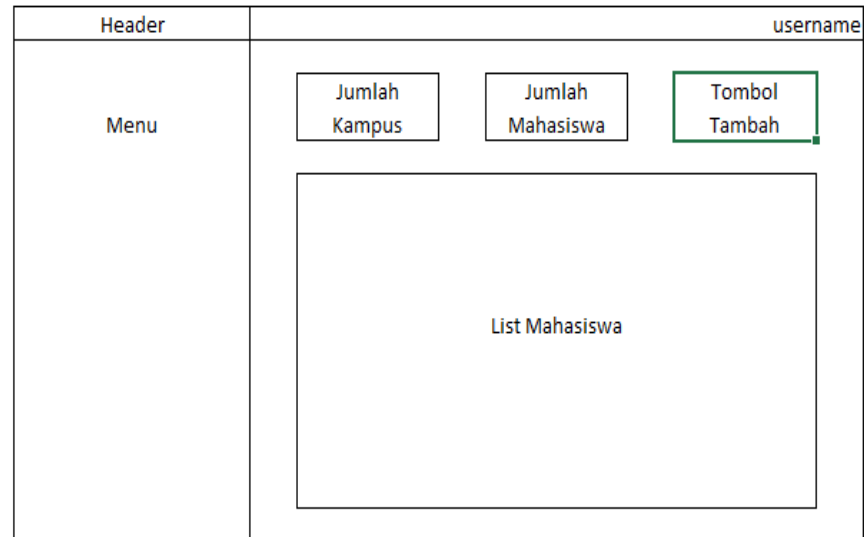 Header
username
Menu
Jumlah
Kampus
Jumlah
Mahasiswa
Tombol
Tambah
List Mahasiswa